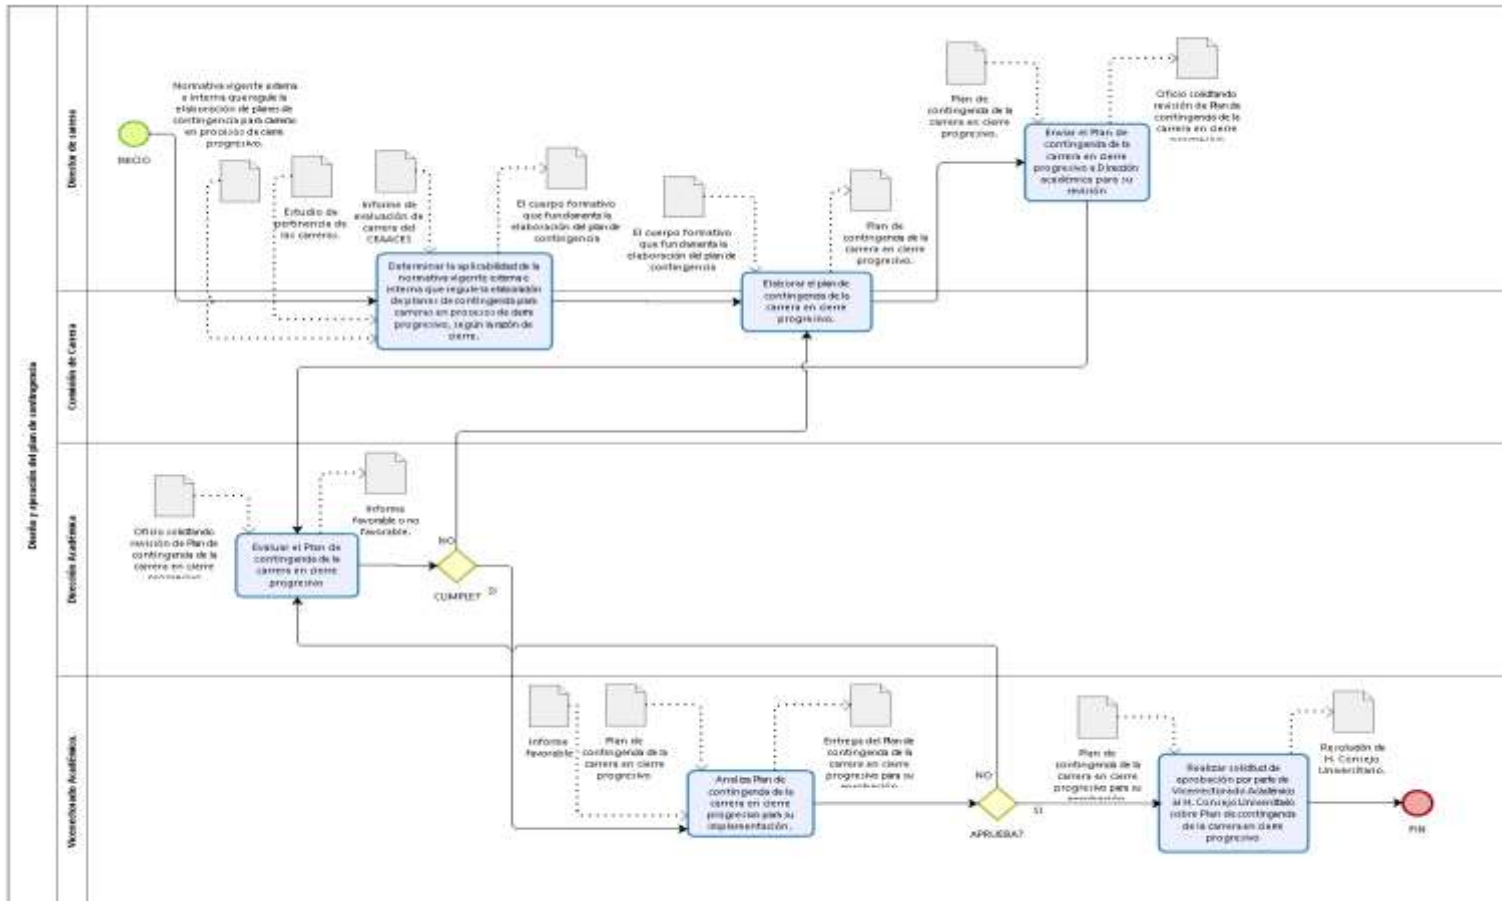 Diseño y ejecución del plan de contingencia
Director de carrera
INICIO
Normativa vigente externa
e interna que regule la
elaboración de planes de
contingencia para carreras
en procesos de cierre
progresivo.
Estudio de
pertinencia de
las carreras.
Informe de
evaluación de
carrera del
CEAACES
El cuerpo formativo
que fundamenta la
elaboración del plan de
contingencia
Determinar la aplicabilidad de la
normativa vigente externa e
interna que regule la elaboración
de planes de contingencia para
carreras en procesos de cierre
progresivo, según la razón de
cierre.
El cuerpo formativo
que fundamenta la
elaboración del plan de
contingencia
Plan de
contingencia de la
carrera en cierre
progresivo.
Elaborar el plan de
contingencia de la
carrera en cierre
progresivo.
Plan de
contingencia de la
carrera en cierre
progresivo.
Enviar el Plan de
contingencia de la
carrera en cierre
progresivo a Dirección
académica para su
revisión
Oficio solicitando
revisión de Plan de
contingencia de la
carrera en cierre
Comisión de Carrera
Dirección Académica
Oficio solicitando
revisión de Plan de
contingencia de la
carrera en cierre
Informe
favorable o no
favorable.
Evaluar el Plan de
contingencia de la
carrera en cierre
progresivo
NO
CUMPLE?
SI
Vicerrectorado Académico.
Informe
favorable
Plan de
contingencia de la
carrera en cierre
progresivo
Analiza Plan de
contingencia de la
carrera en cierre
progresivo para su
implementación.
Entrega del Plan de
contingencia de la
carrera en cierre
progresivo para su
NO
APRUEBA?
SI
Plan de
contingencia de la
carrera en cierre
progresivo para su
Realizar solicitud de
aprobación por parte de
Vicerrectorado Académico
al H. Consejo Universitario
sobre Plan de contingencia
de la carrera en cierre
progresivo
Resolución de
H. Consejo
Universitario.
FIN